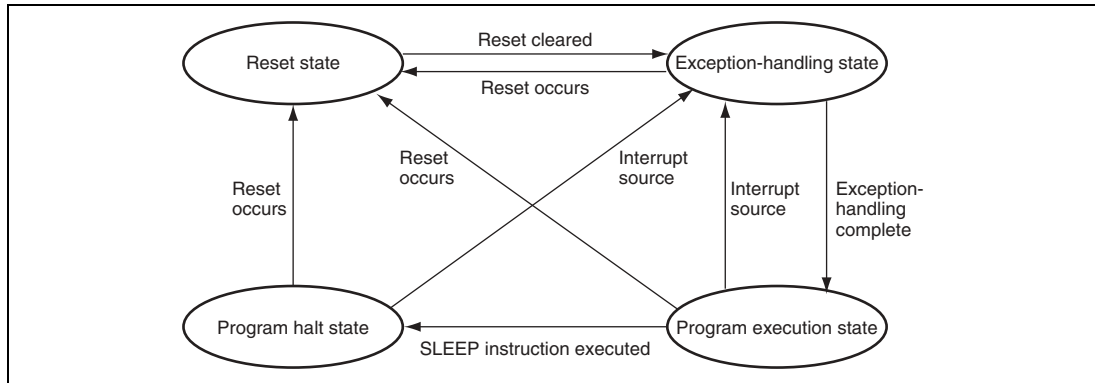 Reset cleared
Reset state
Exception-handling state
Reset occurs
Reset
occurs
Interrupt
source
Reset
occurs
Interrupt
source
Exception-
handling
complete
Program halt state
Program execution state
SLEEP instruction executed